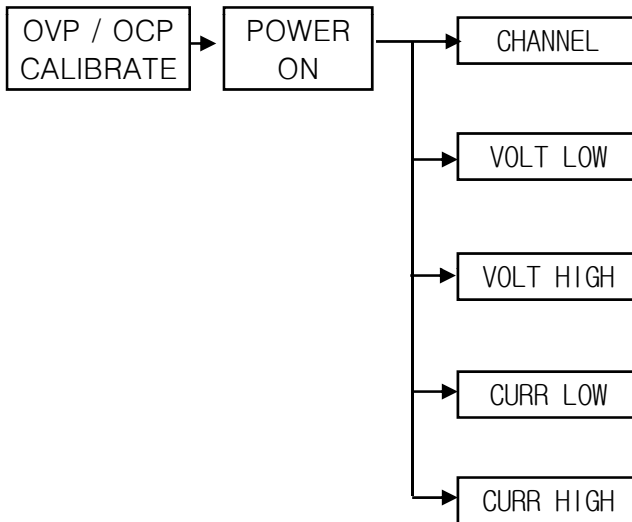 OVP / OCP
CALIBRATE
POWER
ON
CHANNEL
VOLT LOW
VOLT HIGH
CURR LOW
CURR HIGH